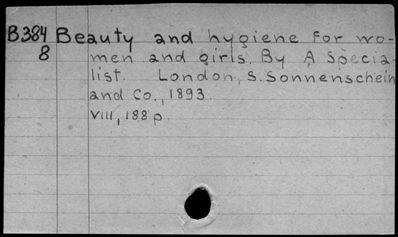 B384 Beauty and hygiene for wo-
8 men and girls. By A Specia-
list. London, S. Sonnenschein
and Co., 1893.
VIII, 188 p.